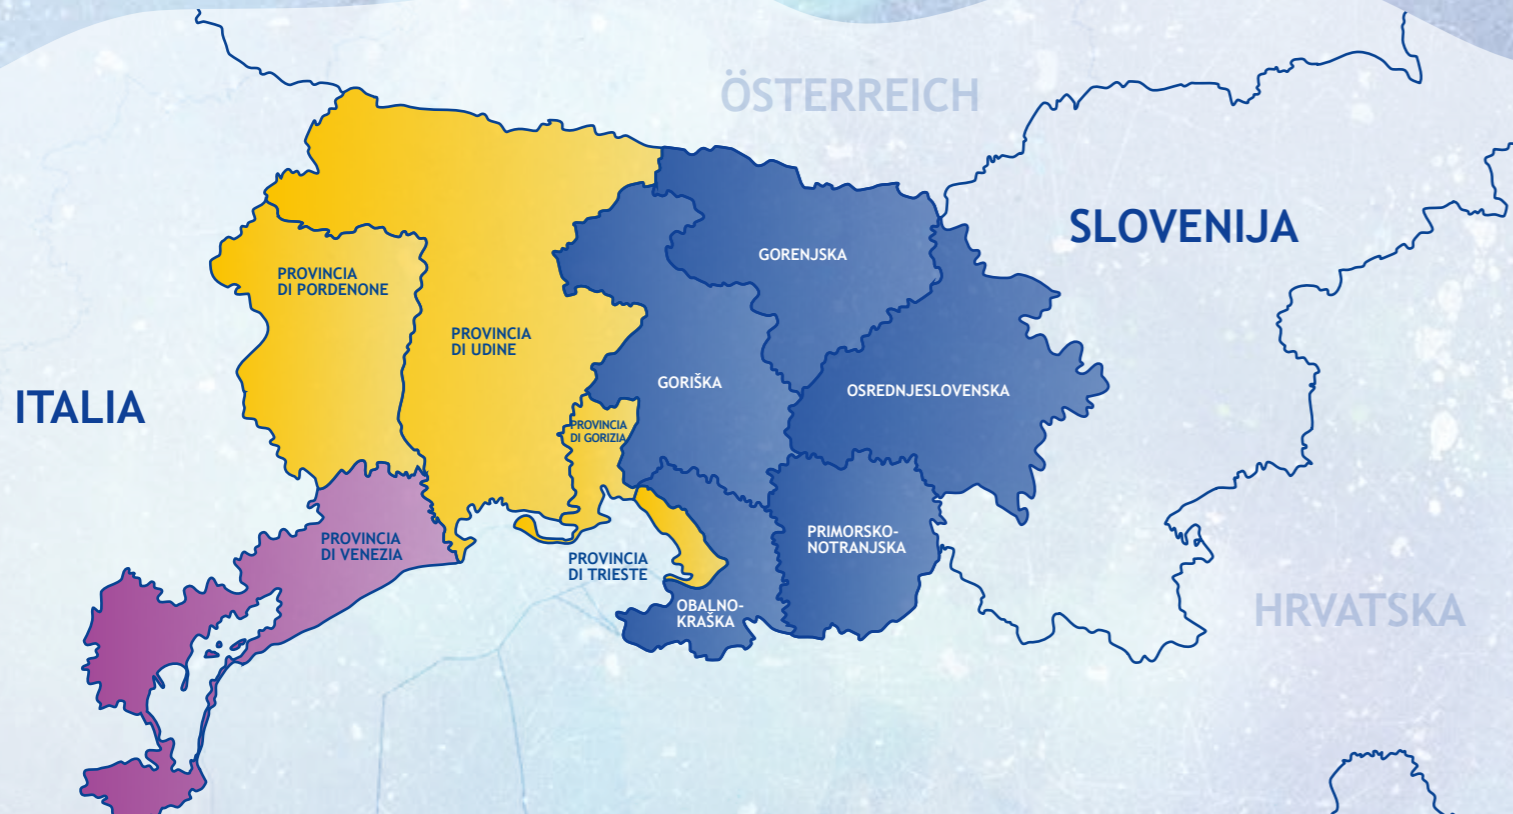 ÖSTERREICH
SLOVENIJA
GORENJSKA
PROVINCIA
DI PORDENONE
PROVINCIA
DI UDINE
GORIŠKA
OSREDNJESLOVENSKA
ITALIA
PROVINCIA
DI GORIZIA
PROVINCIA
DI VENEZIA
PRIMORSKO-
NOTRANJSKA
PROVINCIA
DI TRIESTE
OBALNO-
KRAŠKA
HRVATSKA